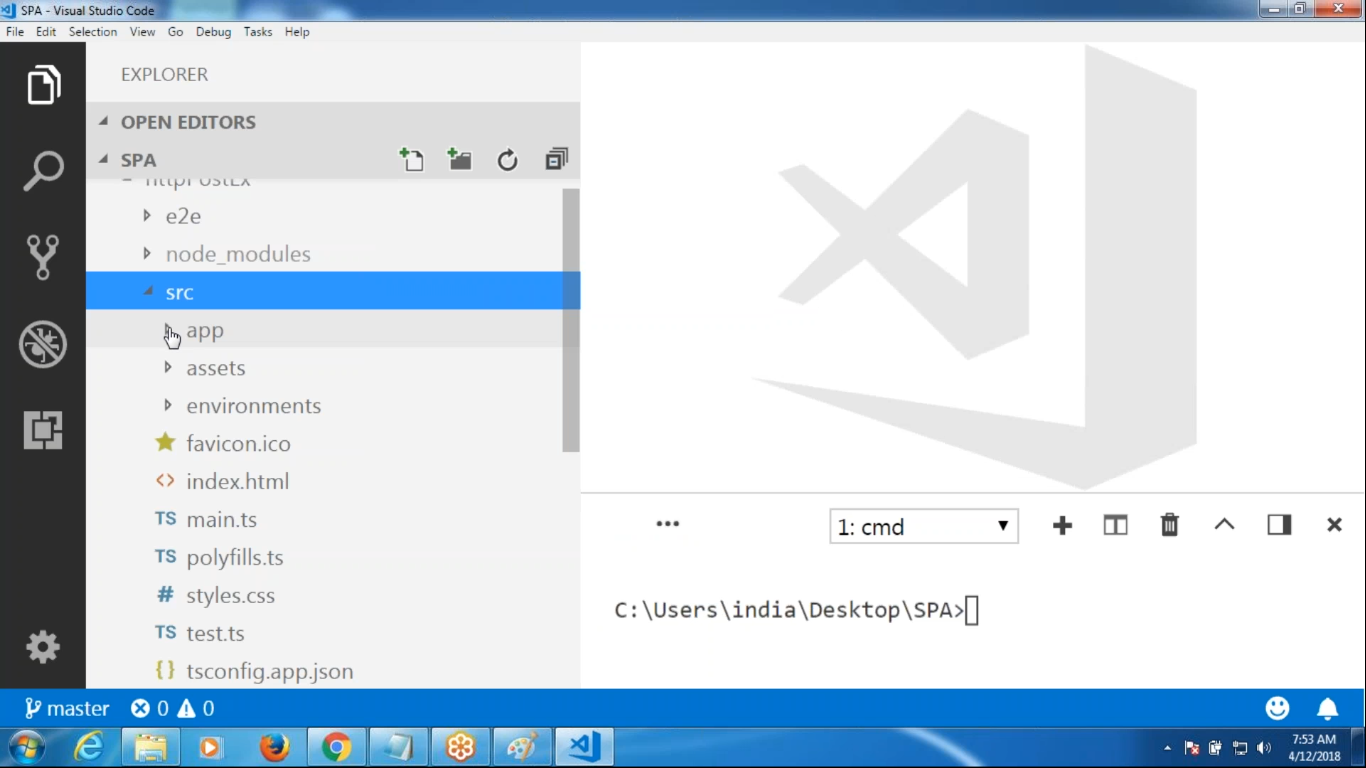 SPA - Visual Studio Code
File Edit Selection View Go Debug Tasks Help
EXPLORER
OPEN EDITORS
SPA
httpPostEx
e2e
node_modules
src
app
assets
environments
favicon.ico
<> index.html
TS main.ts
TS polyfills.ts
# styles.css
TS test.ts
{} tsconfig.app.json
1: cmd
C:\Users\india\Desktop\SPA>
master 0 0
7:53 AM
4/12/2018